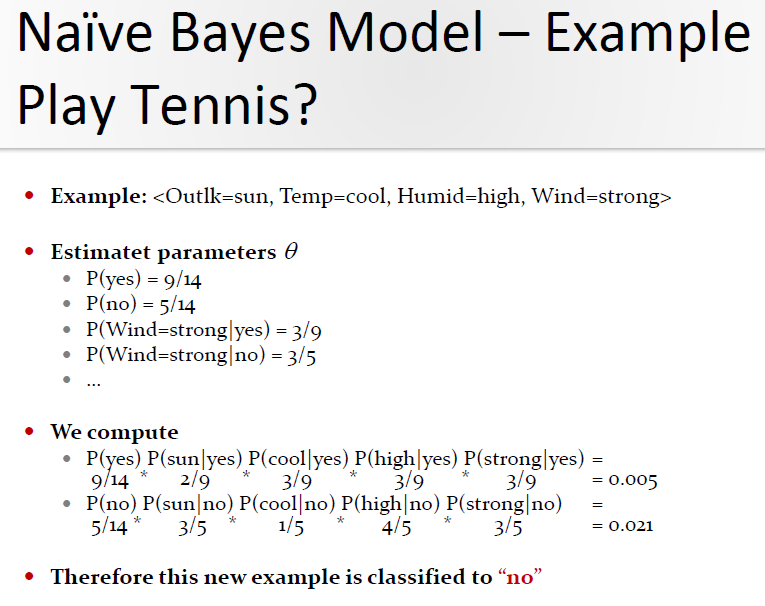 Naïve Bayes Model – Example
Play Tennis?
• Example: <Outlk=sun, Temp=cool, Humid=high, Wind=strong>
• Estimatet parameters θ
• P(yes) = 9/14
• P(no) = 5/14
• P(Wind=strong|yes) = 3/9
• P(Wind=strong|no) = 3/5
• ...
• We compute
• P(yes) P(sun|yes) P(cool|yes) P(high|yes) P(strong|yes) =
9/14 * 2/9 * 3/9 * 3/9 * 3/9 = 0.005
• P(no) P(sun|no) P(cool|no) P(high|no) P(strong|no) =
5/14 * 3/5 * 1/5 * 4/5 * 3/5 = 0.021
• Therefore this new example is classified to “no”